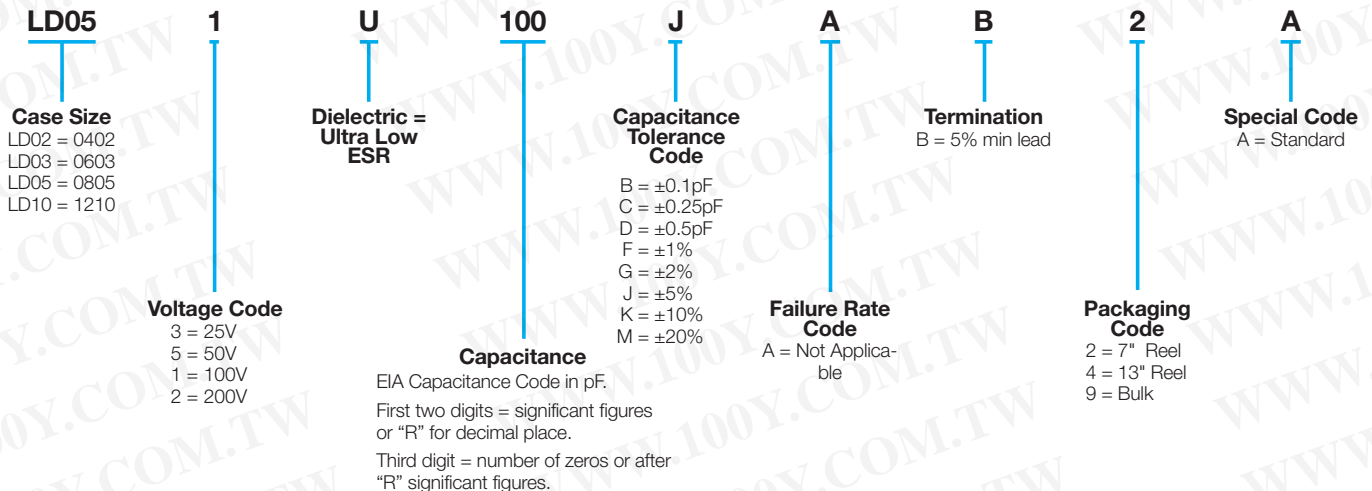 LD05 1 U 100 J A B 2 A
Case Size
LD02 = 0402
LD03 = 0603
LD05 = 0805
LD10 = 1210
Voltage Code
3 = 25V
5 = 50V
1 = 100V
2 = 200V
Dielectric =
Ultra Low
ESR
Capacitance
EIA Capacitance Code in pF.
First two digits = significant figures
or “R” for decimal place.
Third digit = number of zeros or after
“R” significant figures.
Capacitance
Tolerance
Code
B = ±0.1pF
C = ±0.25pF
D = ±0.5pF
F = ±1%
G = ±2%
J = ±5%
K = ±10%
M = ±20%
Failure Rate
Code
A = Not Applica-
ble
Termination
B = 5% min lead
Packaging
Code
2 = 7" Reel
4 = 13" Reel
9 = Bulk
Special Code
A = Standard
WWW.100Y.COM.TW